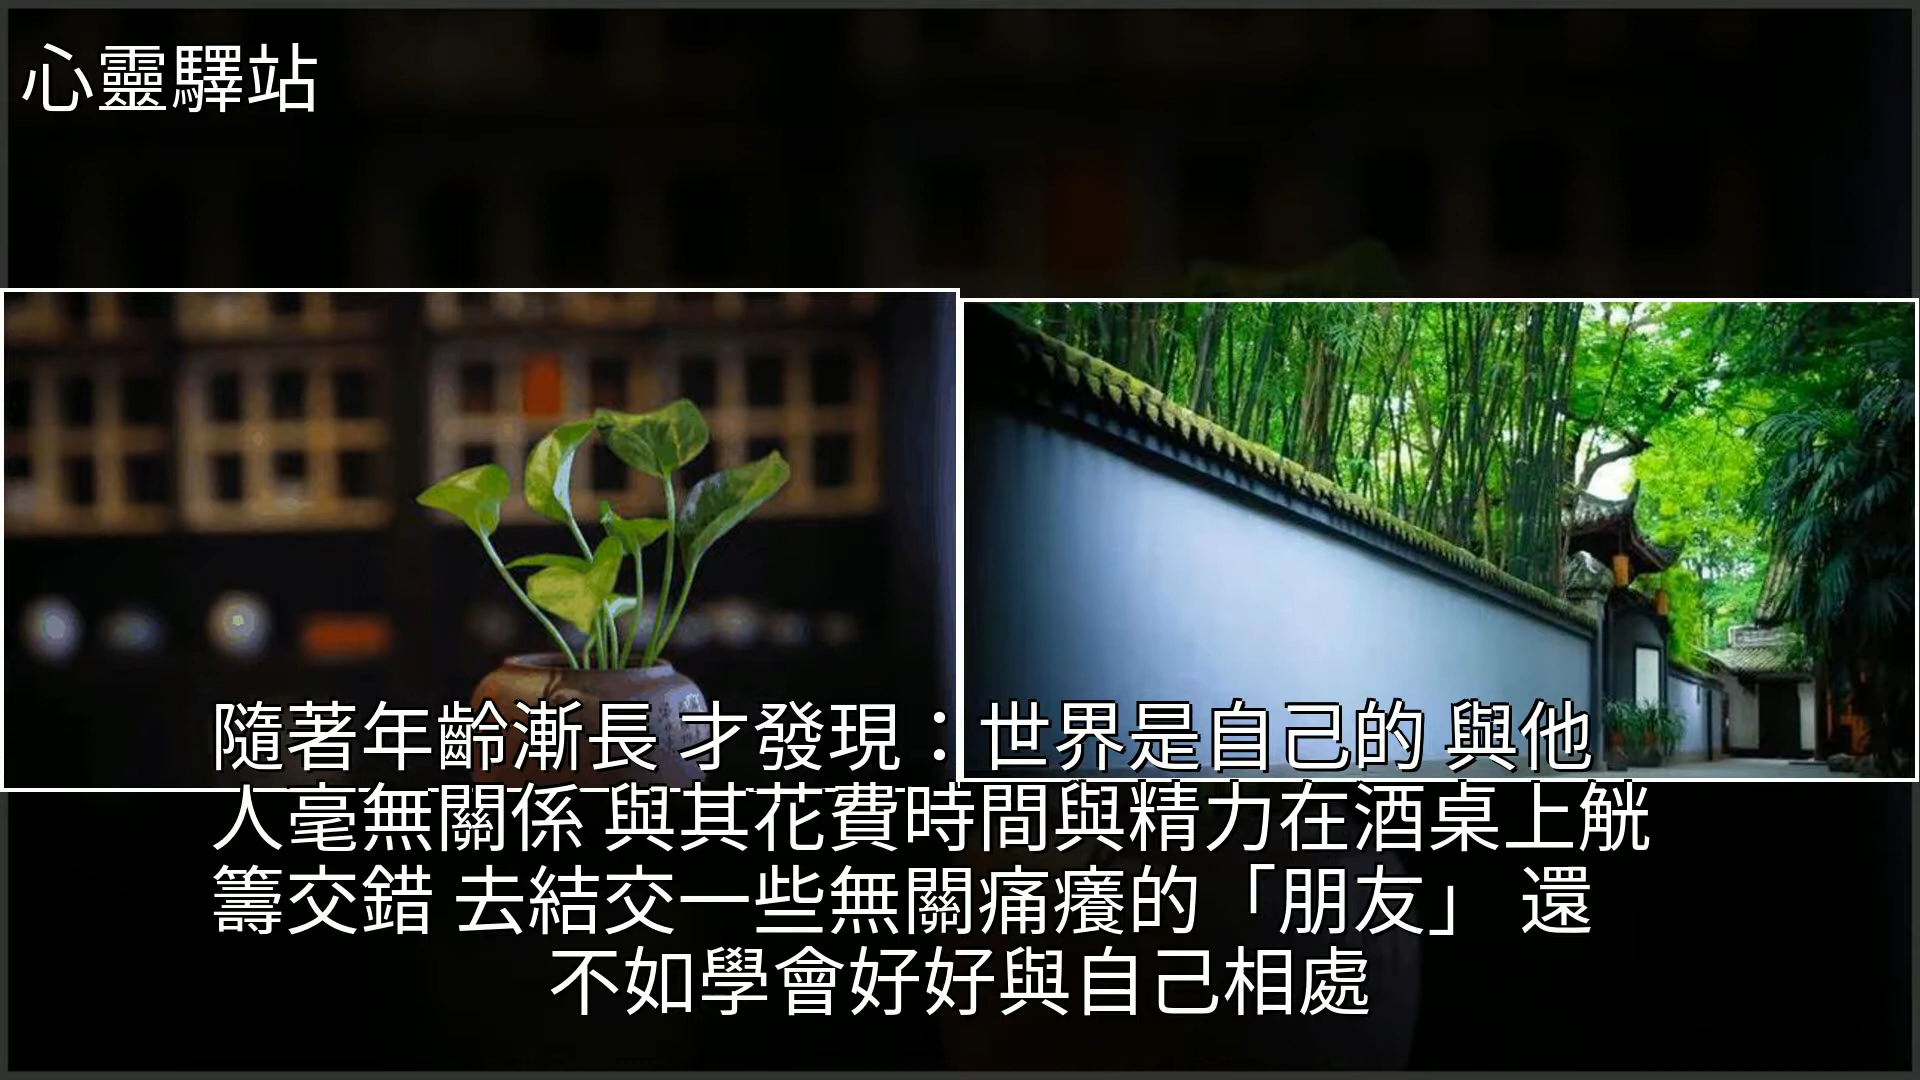 心靈驛站
隨著年齡漸長 才發現：世界是自己的 與他
人毫無關係 與其花費時間與精力在酒桌上觥
籌交錯 去結交一些無關痛癢的「朋友」 還
不如學會好好與自己相處